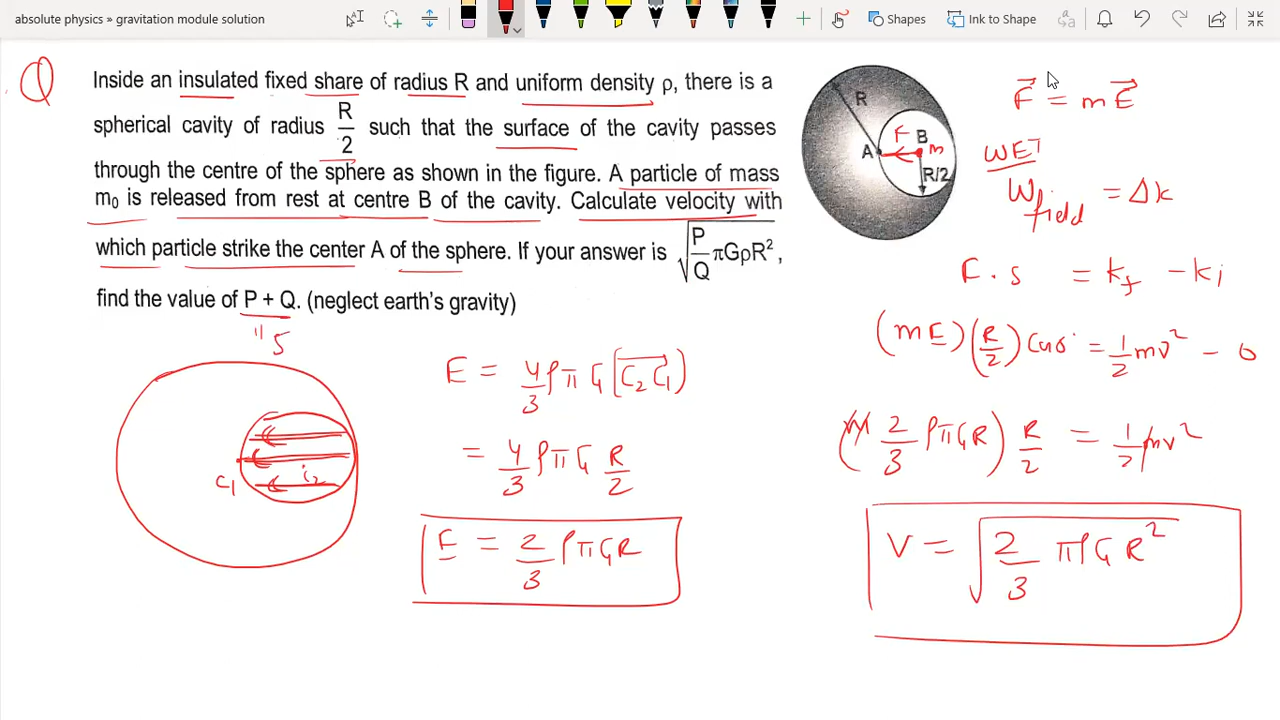 absolute physics » gravitation module solution
Shapes
Ink to Shape
Q
Inside an insulated fixed share of radius R and uniform density ρ, there is a
spherical cavity of radius R/2 such that the surface of the cavity passes
through the centre of the sphere as shown in the figure. A particle of mass
m₀ is released from rest at centre B of the cavity. Calculate velocity with
which particle strike the center A of the sphere. If your answer is √(P/Q πGρR²),
find the value of P + Q. (neglect earth's gravity)
" 5
R
F B
A m
R/2
C₁ C₂
E = 4/3 ρπG (C₂C₁)
= 4/3 ρπG R/2
E = 2/3 ρπGR
F = mE
WET
W field = Δk
F . s = k f - ki
(mE)(R/2) Cos0° = 1/2 mv² - 0
(m 2/3 ρπGR) R/2 = 1/2 mv²
V = √(2/3 πρGR²)